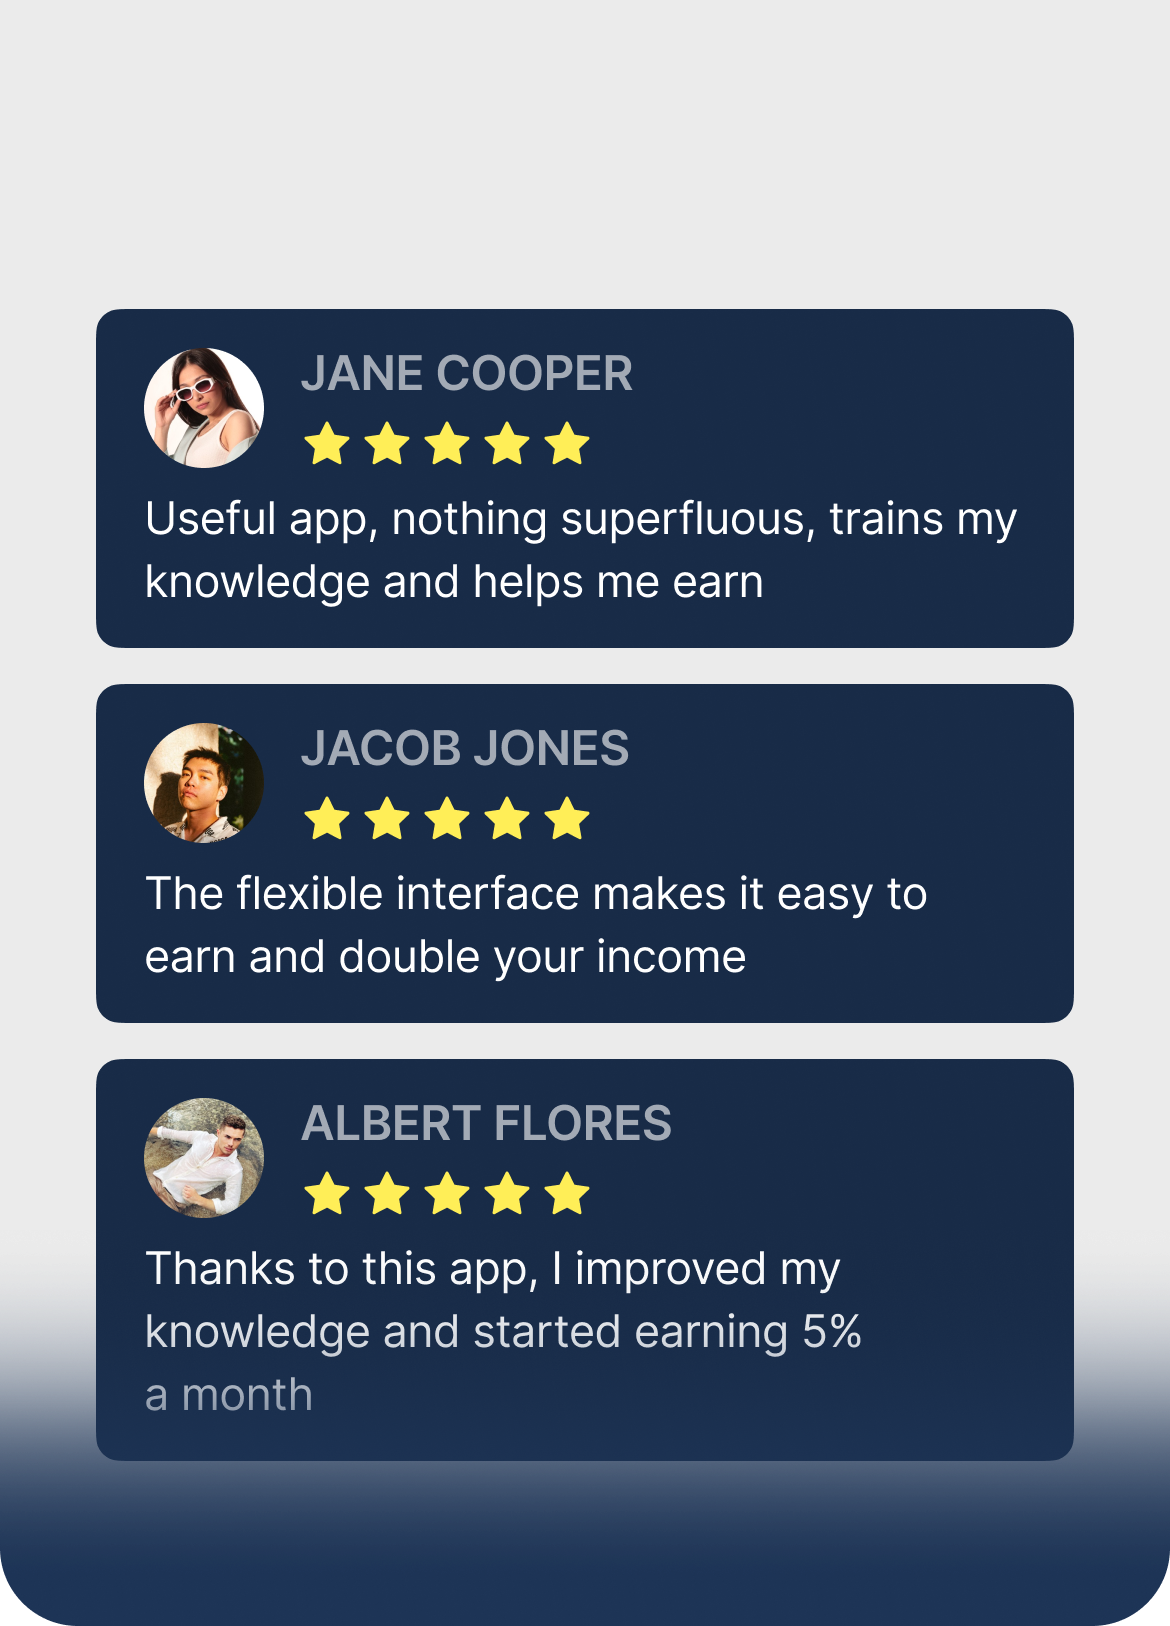 JANE COOPER
Useful app, nothing superfluous, trains my
knowledge and helps me earn
JACOB JONES
The flexible interface makes it easy to
earn and double your income
ALBERT FLORES
Thanks to this app, I improved my
knowledge and started earning 5%
a month